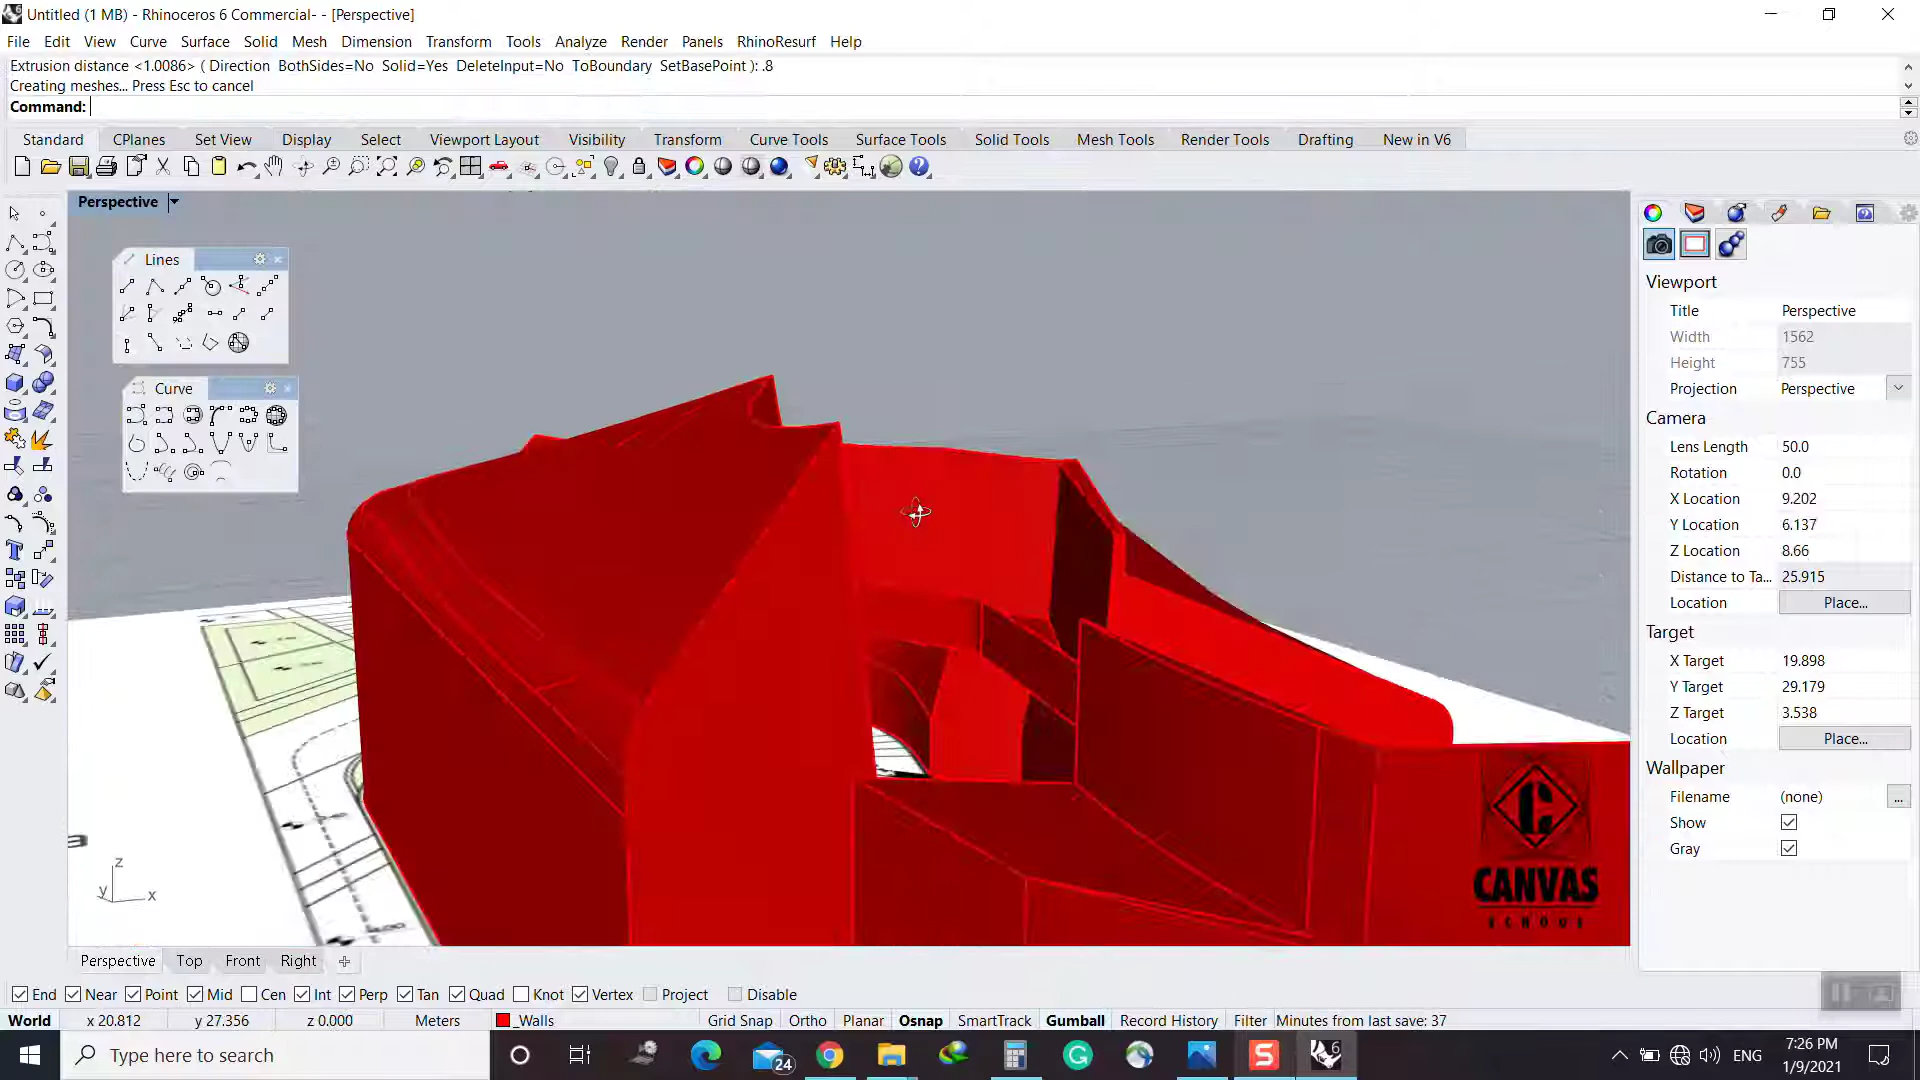 Untitled (1 MB) - Rhinoceros 6 Commercial- - [Perspective]
File Edit View Curve Surface Solid Mesh Dimension Transform Tools Analyze Render Panels RhinoResurf Help
Extrusion distance <1.0086> ( Direction BothSides=No Solid=Yes DeleteInput=No ToBoundary SetBasePoint ): .8
Creating meshes... Press Esc to cancel
Command:
Standard CPlanes Set View Display Select Viewport Layout Visibility Transform Curve Tools Surface Tools Solid Tools Mesh Tools Render Tools Drafting New in V6
Perspective
Lines
Curve
Viewport
Title Perspective
Width 1562
Height 755
Projection Perspective
Camera
Lens Length 50.0
Rotation 0.0
X Location 9.202
Y Location 6.137
Z Location 8.66
Distance to Ta... 25.915
Location Place...
Target
X Target 19.898
Y Target 29.179
Z Target 3.538
Location Place...
Wallpaper
Filename (none) ...
Show
Gray
CANVAS
SCHOOL
z
y x
Perspective Top Front Right
End Near Point Mid Cen Int Perp Tan Quad Knot Vertex Project Disable
World x 20.812 y 27.356 z 0.000 Meters _Walls Grid Snap Ortho Planar Osnap SmartTrack Gumball Record History Filter Minutes from last save: 37
Type here to search
24
ENG
7:26 PM
1/9/2021